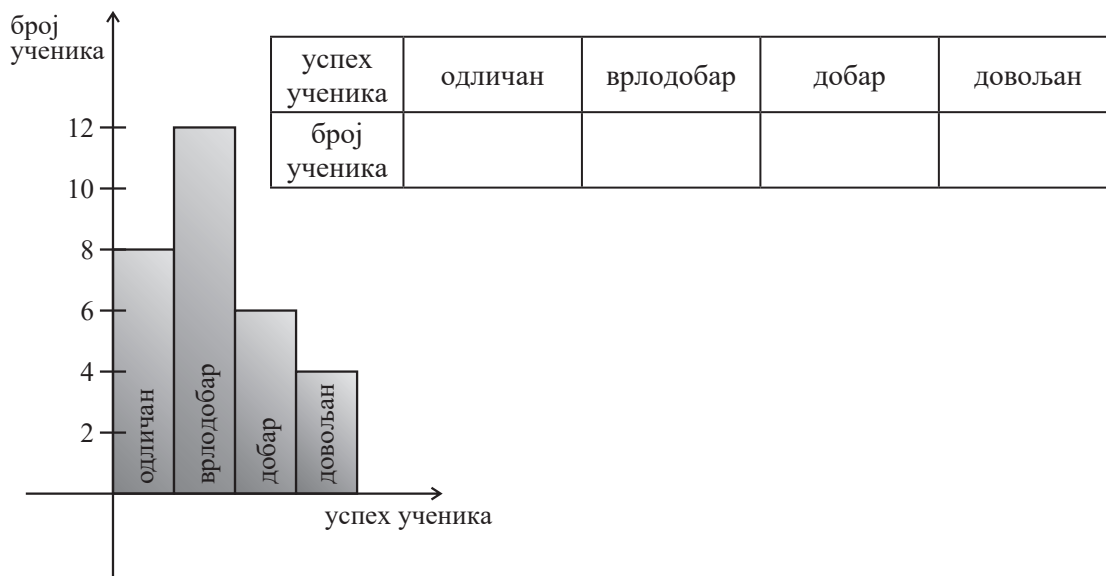 број
ученика
12
10
8
6
4
2
одличан
врлодобар
добар
довољан
успех ученика
успех
ученика
одличан
врлодобар
добар
довољан
број
ученика